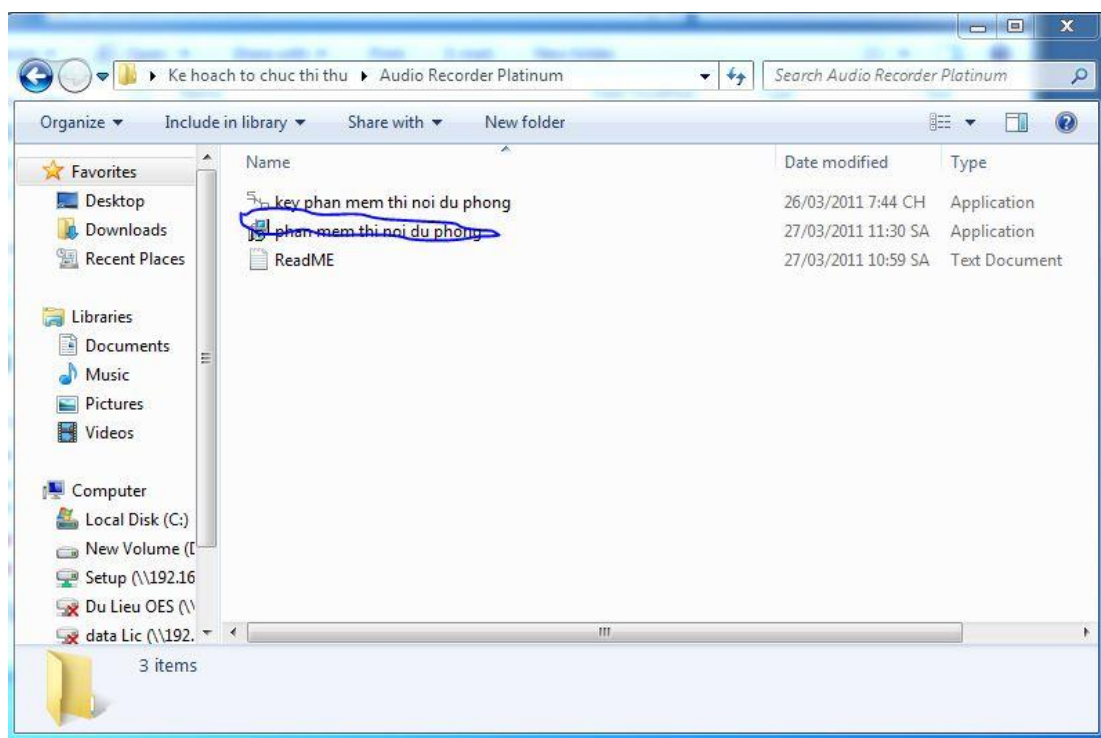 Ke hoach to chuc thi thu Audio Recorder Platinum Search Audio Recorder Platinum
Organize Include in library Share with New folder
Name Date modified Type
Favorites
Desktop
Downloads
Recent Places
Libraries
Documents
Music
Pictures
Videos
Computer
Local Disk (C:)
New Volume (D
Setup (\\192.16
Du Lieu OES (\\
data Lic (\\192.
key phan mem thi noi du phong 26/03/2011 7:44 CH Application
phan mem thi noi du phong 27/03/2011 11:30 SA Application
ReadME 27/03/2011 10:59 SA Text Document
3 items